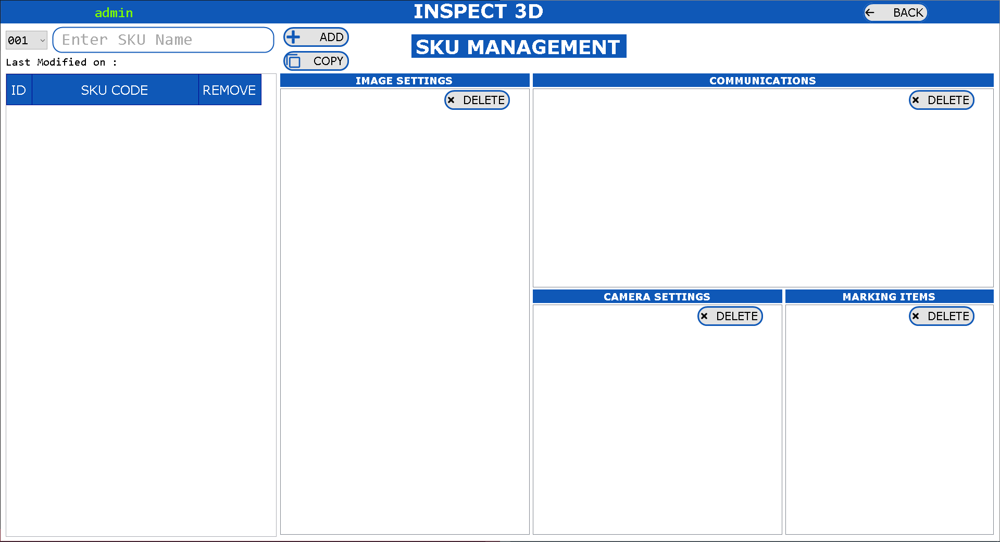 admin
INSPECT 3D
BACK
001
Enter SKU Name
ADD
SKU MANAGEMENT
COPY
Last Modified on :
ID
SKU CODE
REMOVE
IMAGE SETTINGS
DELETE
COMMUNICATIONS
DELETE
CAMERA SETTINGS
DELETE
MARKING ITEMS
DELETE